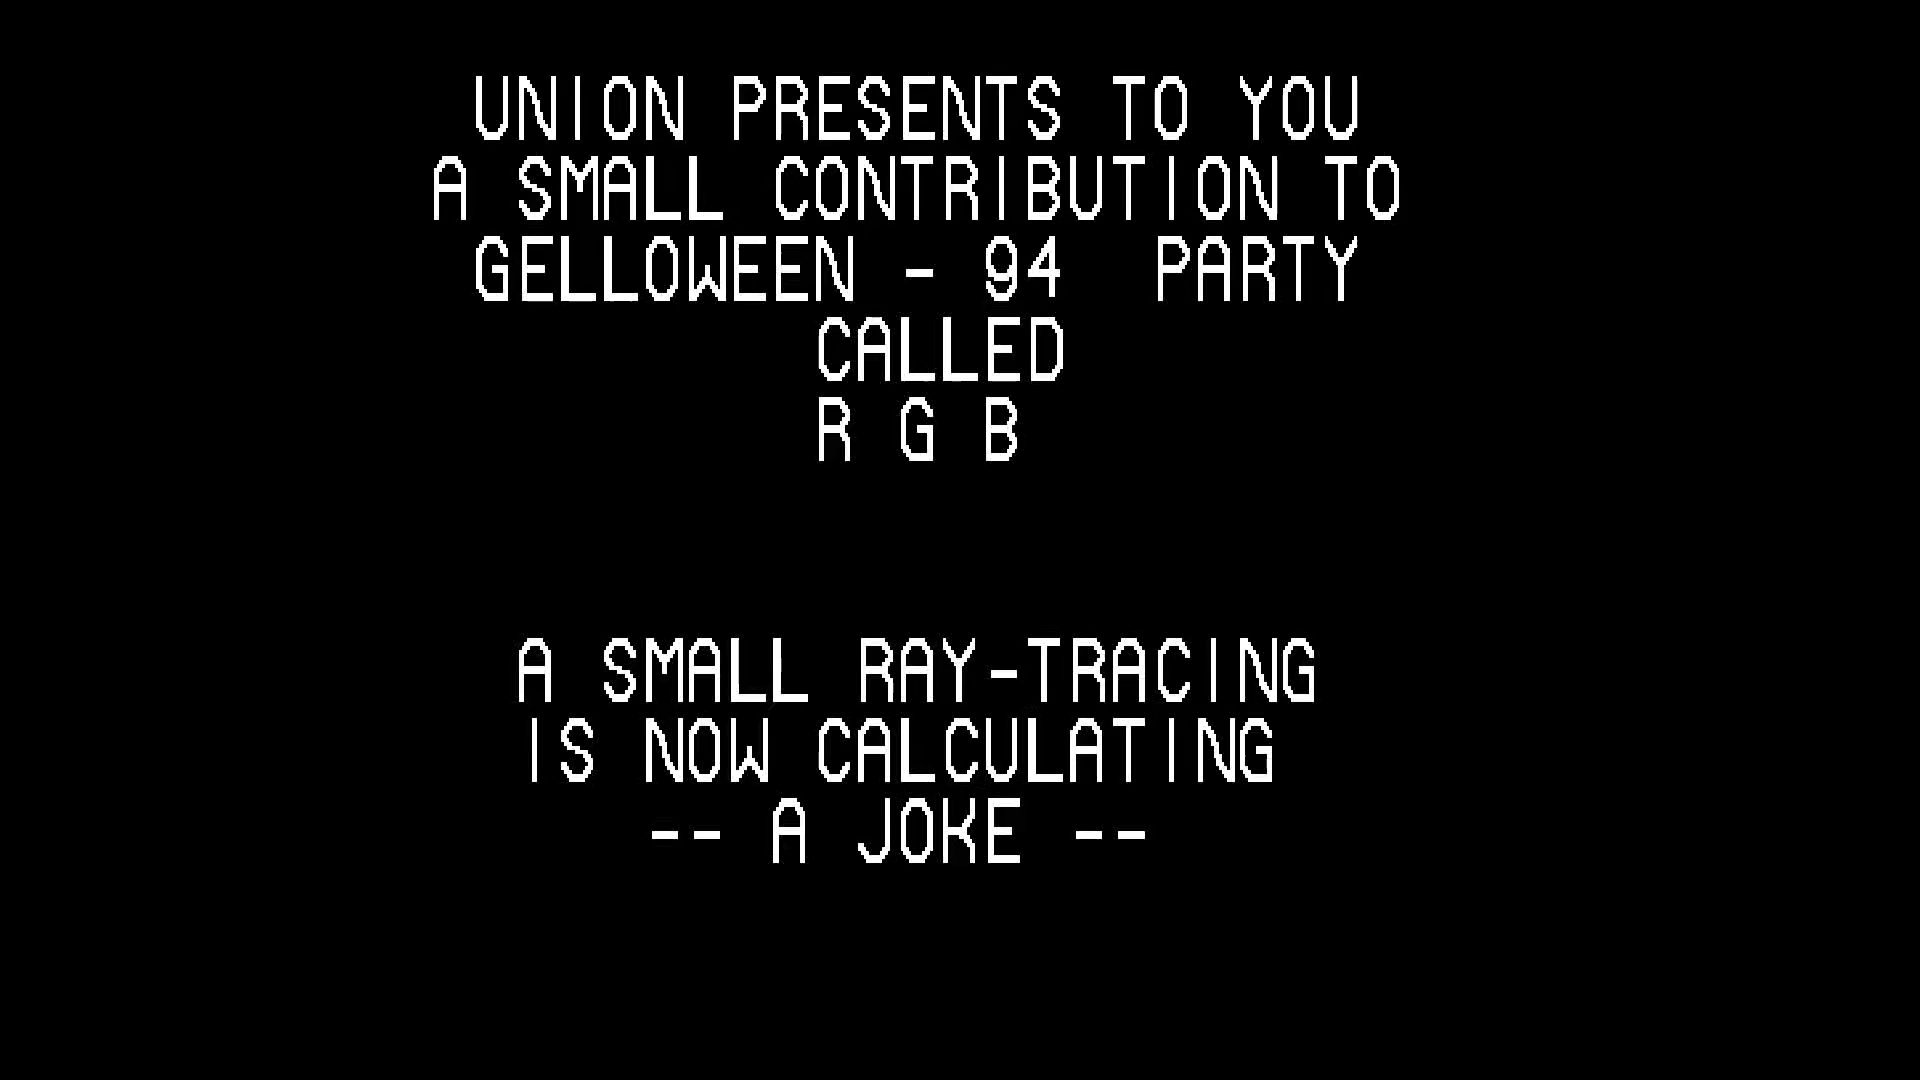 UNION PRESENTS TO YOU
A SMALL CONTRIBUTION TO
GELLOWEEN - 94  PARTY
CALLED
R G B
A SMALL RAY-TRACING
IS NOW CALCULATING
-- A JOKE --